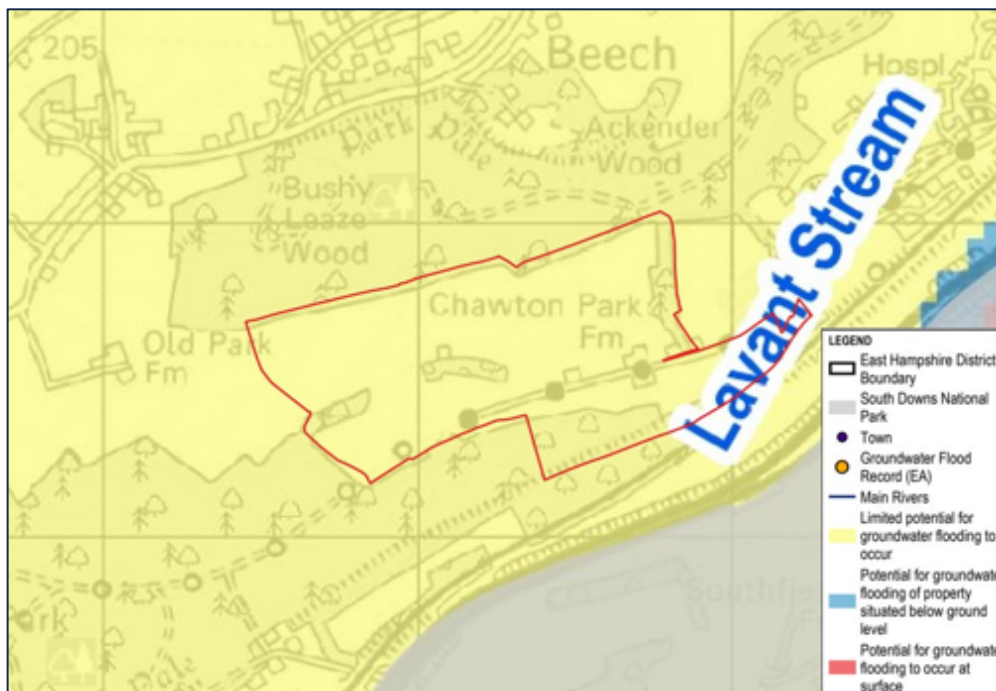 205
Beech
Hospl
Park Dale
Ackender
Wood
Bushy
Leaze
Wood
Lavant Stream
Chawton Park
Fm
Old Park
Fm
LEGEND
East Hampshire District
Boundary
South Downs National
Park
Town
Groundwater Flood
Record (EA)
Main Rivers
Limited potential for
groundwater flooding to
occur
Potential for groundwate
flooding of property
situated below ground
level
Potential for groundwate
flooding to occur at
surface
Southfie
ark